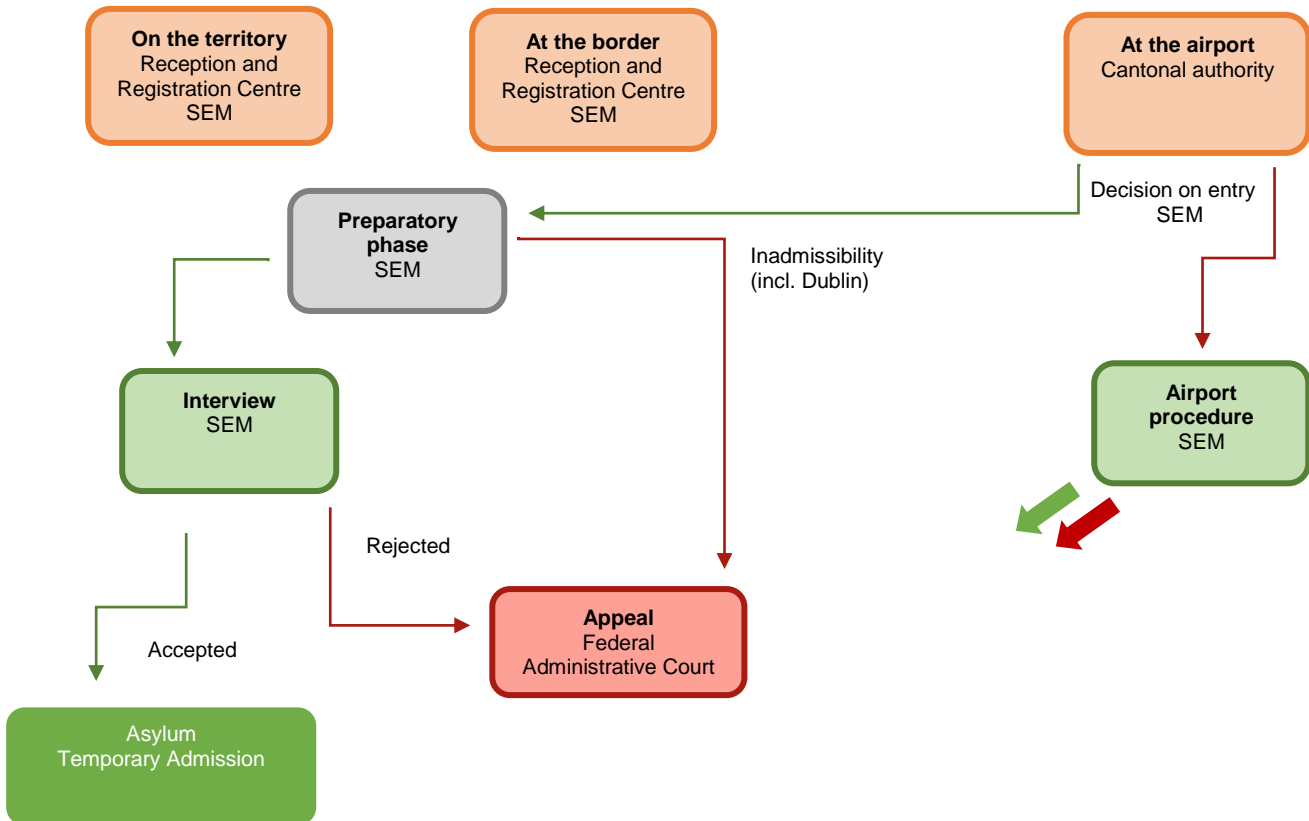 On the territory
Reception and
Registration Centre
SEM
At the border
Reception and
Registration Centre
SEM
At the airport
Cantonal authority
Decision on entry
SEM
Preparatory
phase
SEM
Inadmissibility
(incl. Dublin)
Interview
SEM
Airport
procedure
SEM
Rejected
Accepted
Appeal
Federal
Administrative Court
Asylum
Temporary Admission